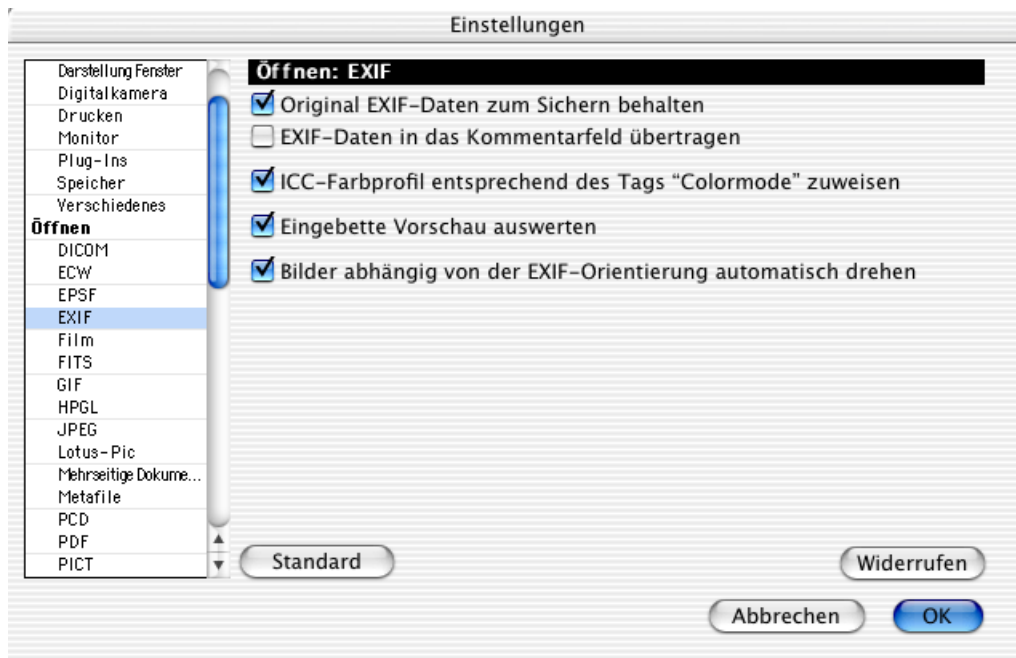 Einstellungen
Darstellung Fenster
Digitalkamera
Drucken
Monitor
Plug-Ins
Speicher
Verschiedenes
Öffnen
DICOM
ECW
EPSF
EXIF
Film
FITS
GIF
HPGL
JPEG
Lotus-Pic
Mehrseitige Dokume...
Metafile
PCD
PDF
PICT
Öffnen: EXIF
Original EXIF-Daten zum Sichern behalten
EXIF-Daten in das Kommentarfeld übertragen
ICC-Farbprofil entsprechend des Tags “Colormode” zuweisen
Eingebette Vorschau auswerten
Bilder abhängig von der EXIF-Orientierung automatisch drehen
Standard
Widerrufen
Abbrechen
OK